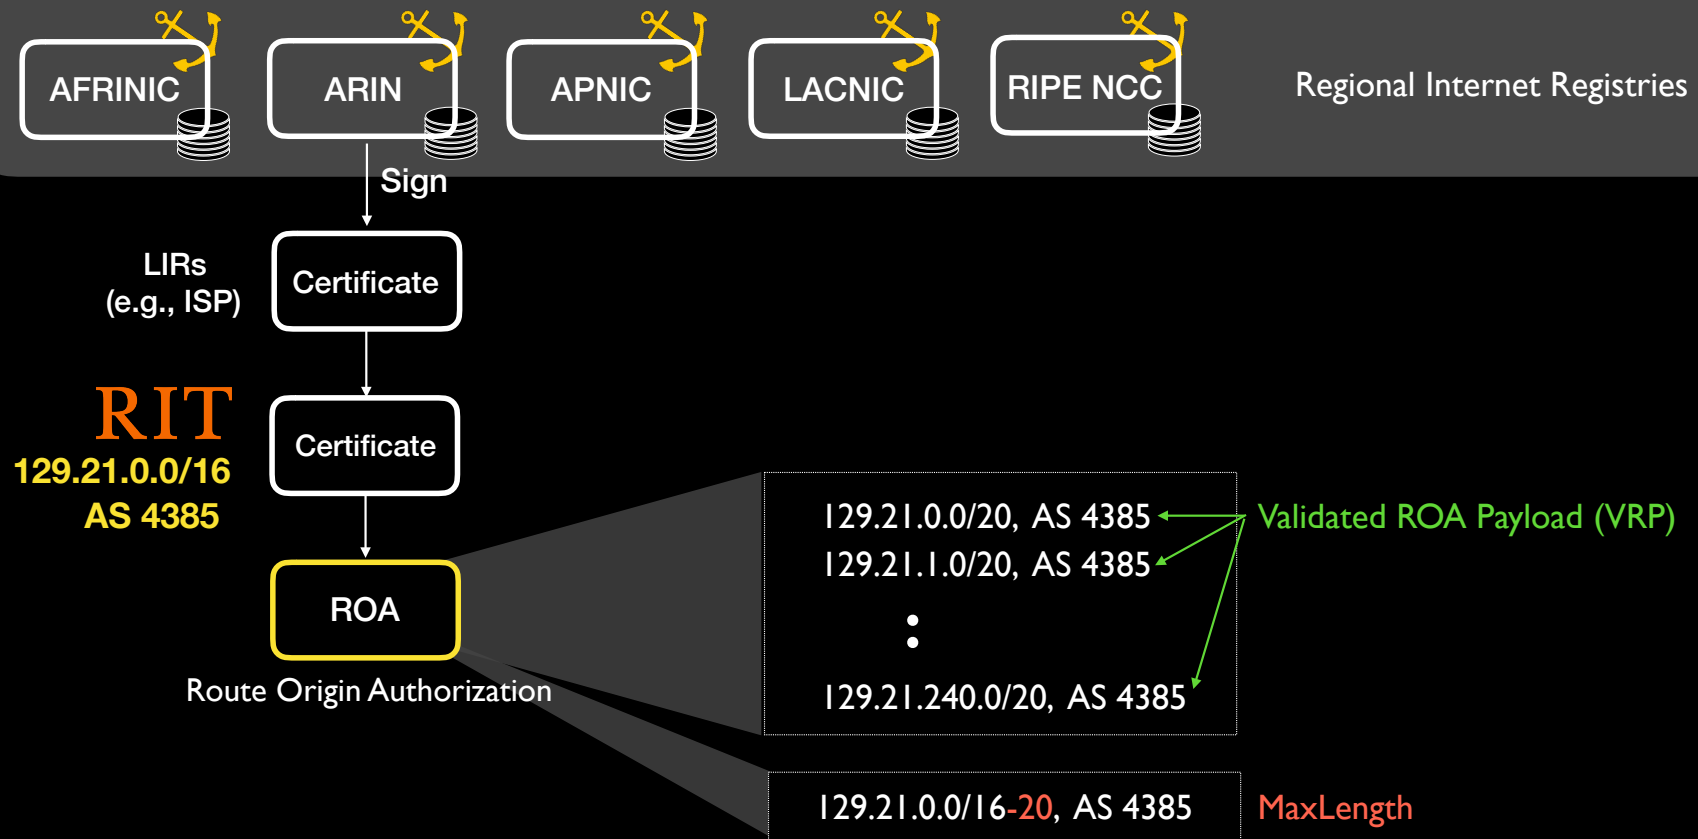 AFRINIC
ARIN
APNIC
LACNIC
RIPE NCC
Regional Internet Registries
Sign
LIRs
(e.g., ISP)
Certificate
RIT
129.21.0.0/16
AS 4385
Certificate
ROA
Route Origin Authorization
129.21.0.0/20, AS 4385
129.21.1.0/20, AS 4385
:
129.21.240.0/20, AS 4385
Validated ROA Payload (VRP)
129.21.0.0/16-20, AS 4385
MaxLength